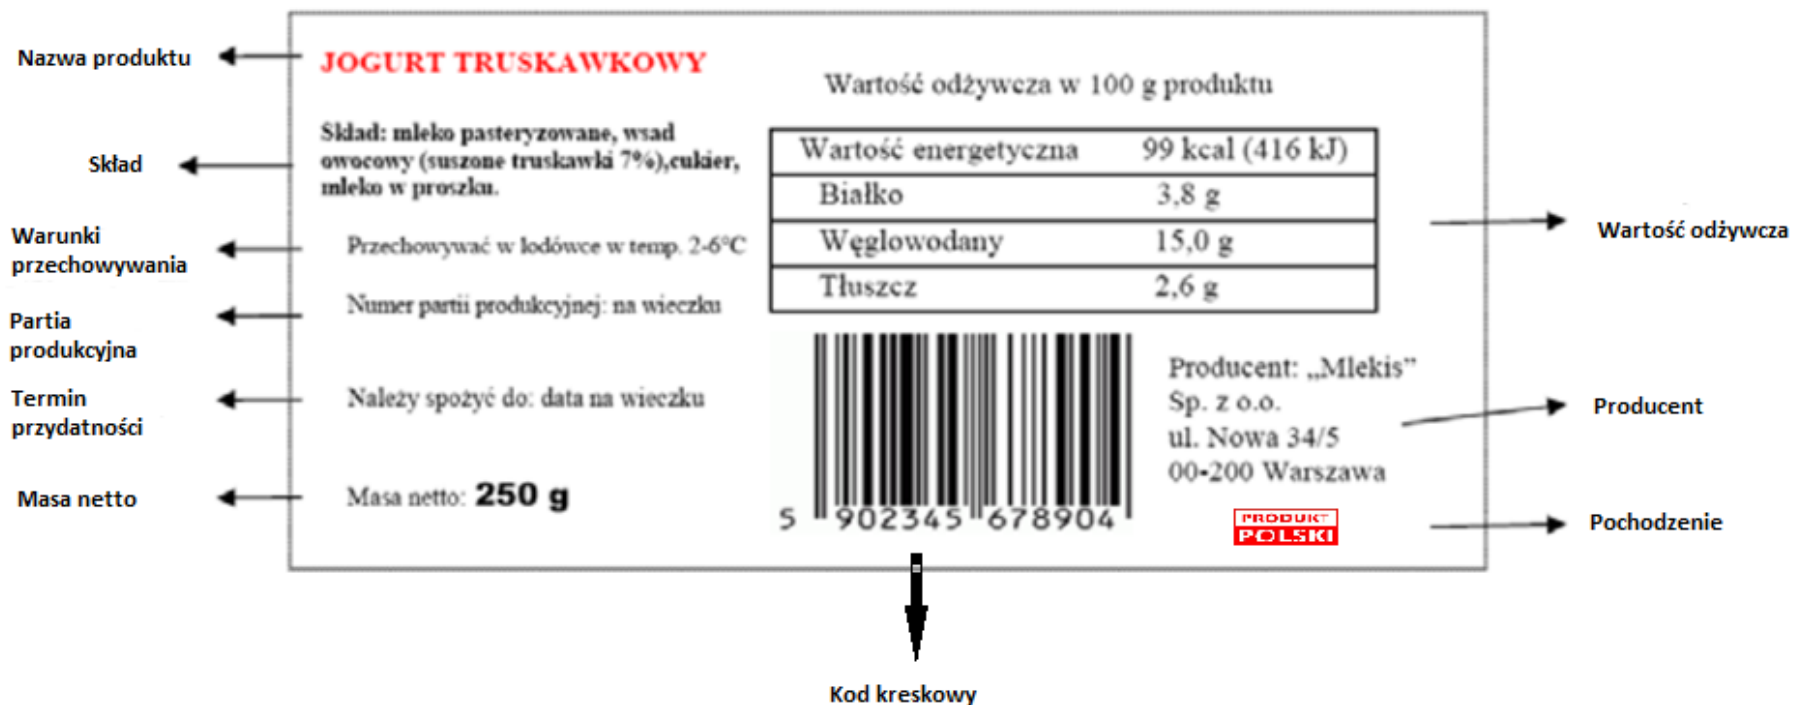 Nazwa produktu
JOGURT TRUSKAWKOWY
Skład
Skład: mleko pasteryzowane, wsad
owocowy (suszone truskawki 7%),cukier,
mleko w proszku.
Warunki
przechowywania
Przechowywać w lodówce w temp. 2-6°C
Partia
produkcyjna
Numer partii produkcyjnej: na wieczku
Termin
przydatności
Należy spożyć do: data na wieczku
Masa netto
Masa netto: 250 g
Wartość odżywcza w 100 g produktu
Wartość energetyczna 99 kcal (416 kJ)
Białko 3,8 g
Węglowodany 15,0 g
Tłuszcz 2,6 g
Wartość odżywcza
5 902345 678904
Kod kreskowy
Producent: „Mlekis”
Sp. z o.o.
ul. Nowa 34/5
00-200 Warszawa
Producent
PRODUKT
POLSKI
Pochodzenie